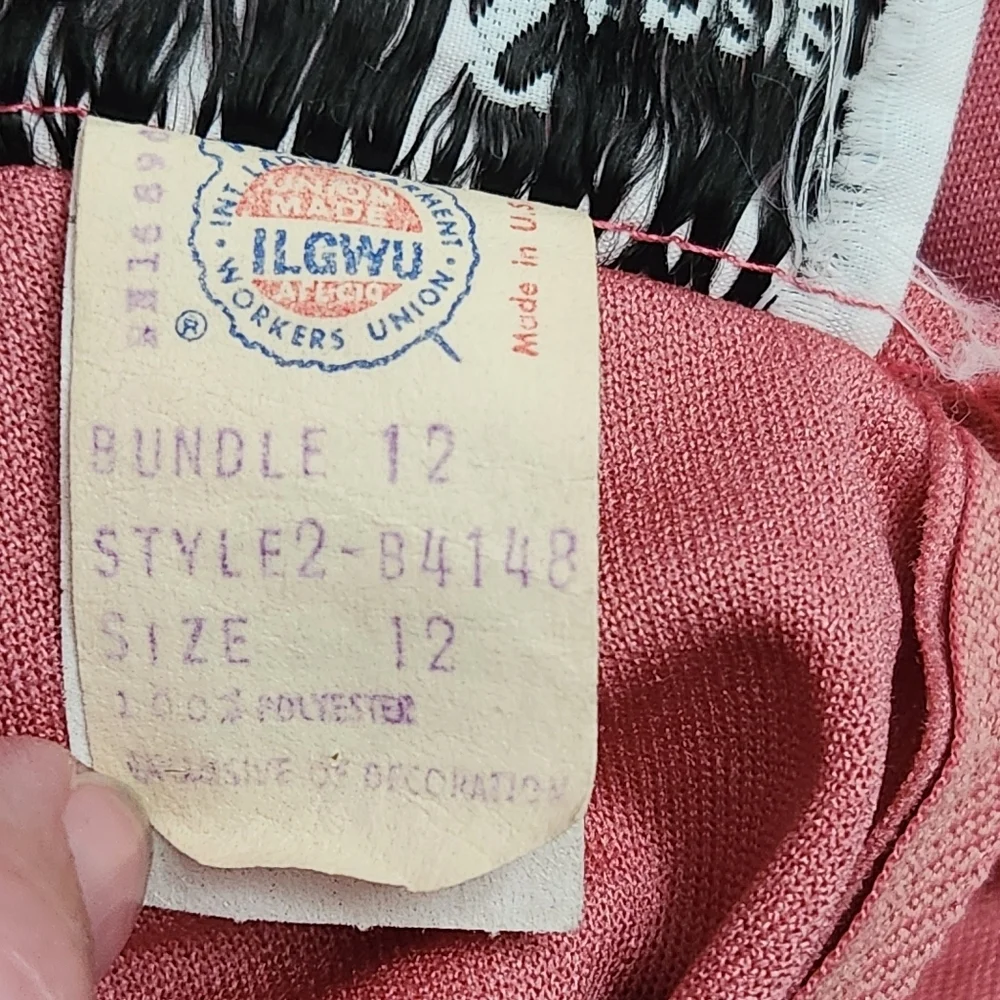 INT. LADIES GARMENT
WORKERS UNION
UNION
MADE
ILGWU
AFL-CIO
®
Made in U.S
BUNDLE 12
STYLE2-B4148
SIZE 12
100% POLYESTER
EXCLUSIVE OF DECORATION